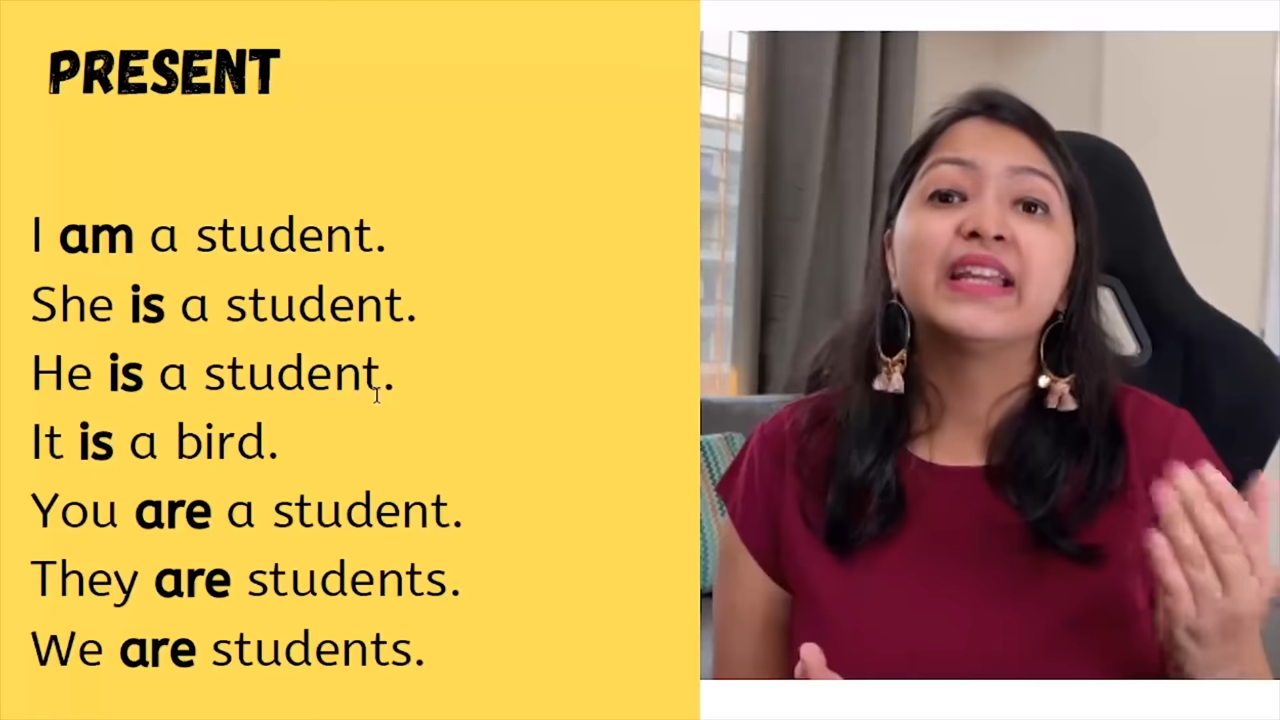 PRESENT
I am a student.
She is a student.
He is a student.
It is a bird.
You are a student.
They are students.
We are students.